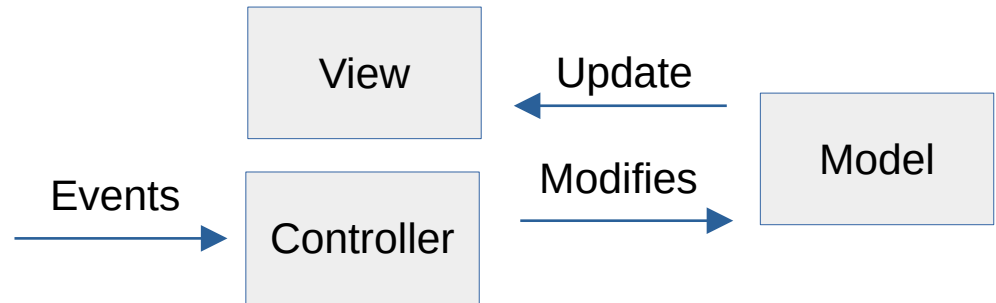 View
Update
Model
Modifies
Events
Controller